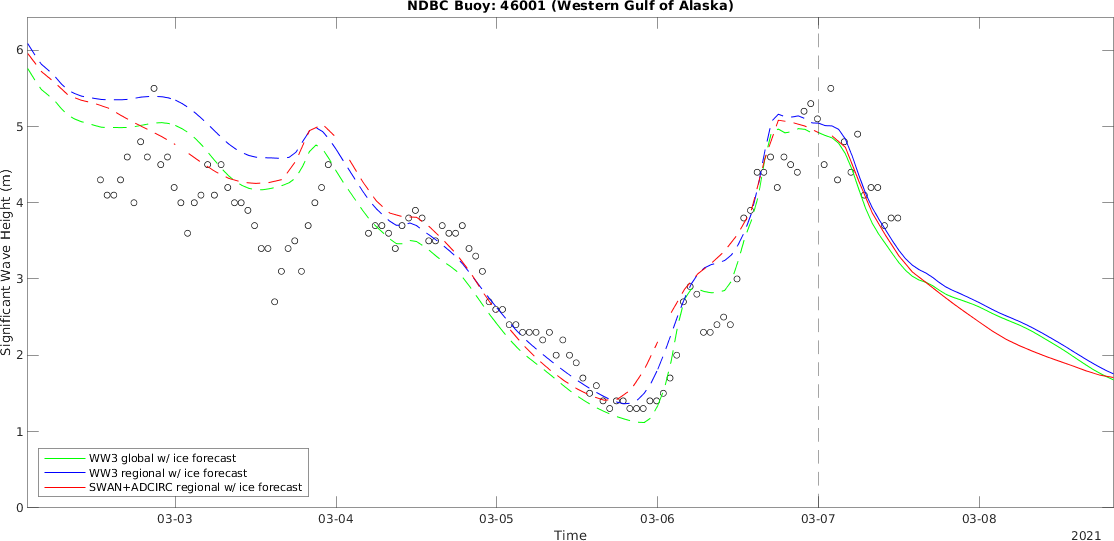 NDBC Buoy: 46001 (Western Gulf of Alaska)
Significant Wave Height (m)
6
5
4
3
2
1
0
WW3 global w/ ice forecast
WW3 regional w/ ice forecast
SWAN+ADCIRC regional w/ ice forecast
03-03 03-04 03-05 03-06 03-07 03-08
Time
2021